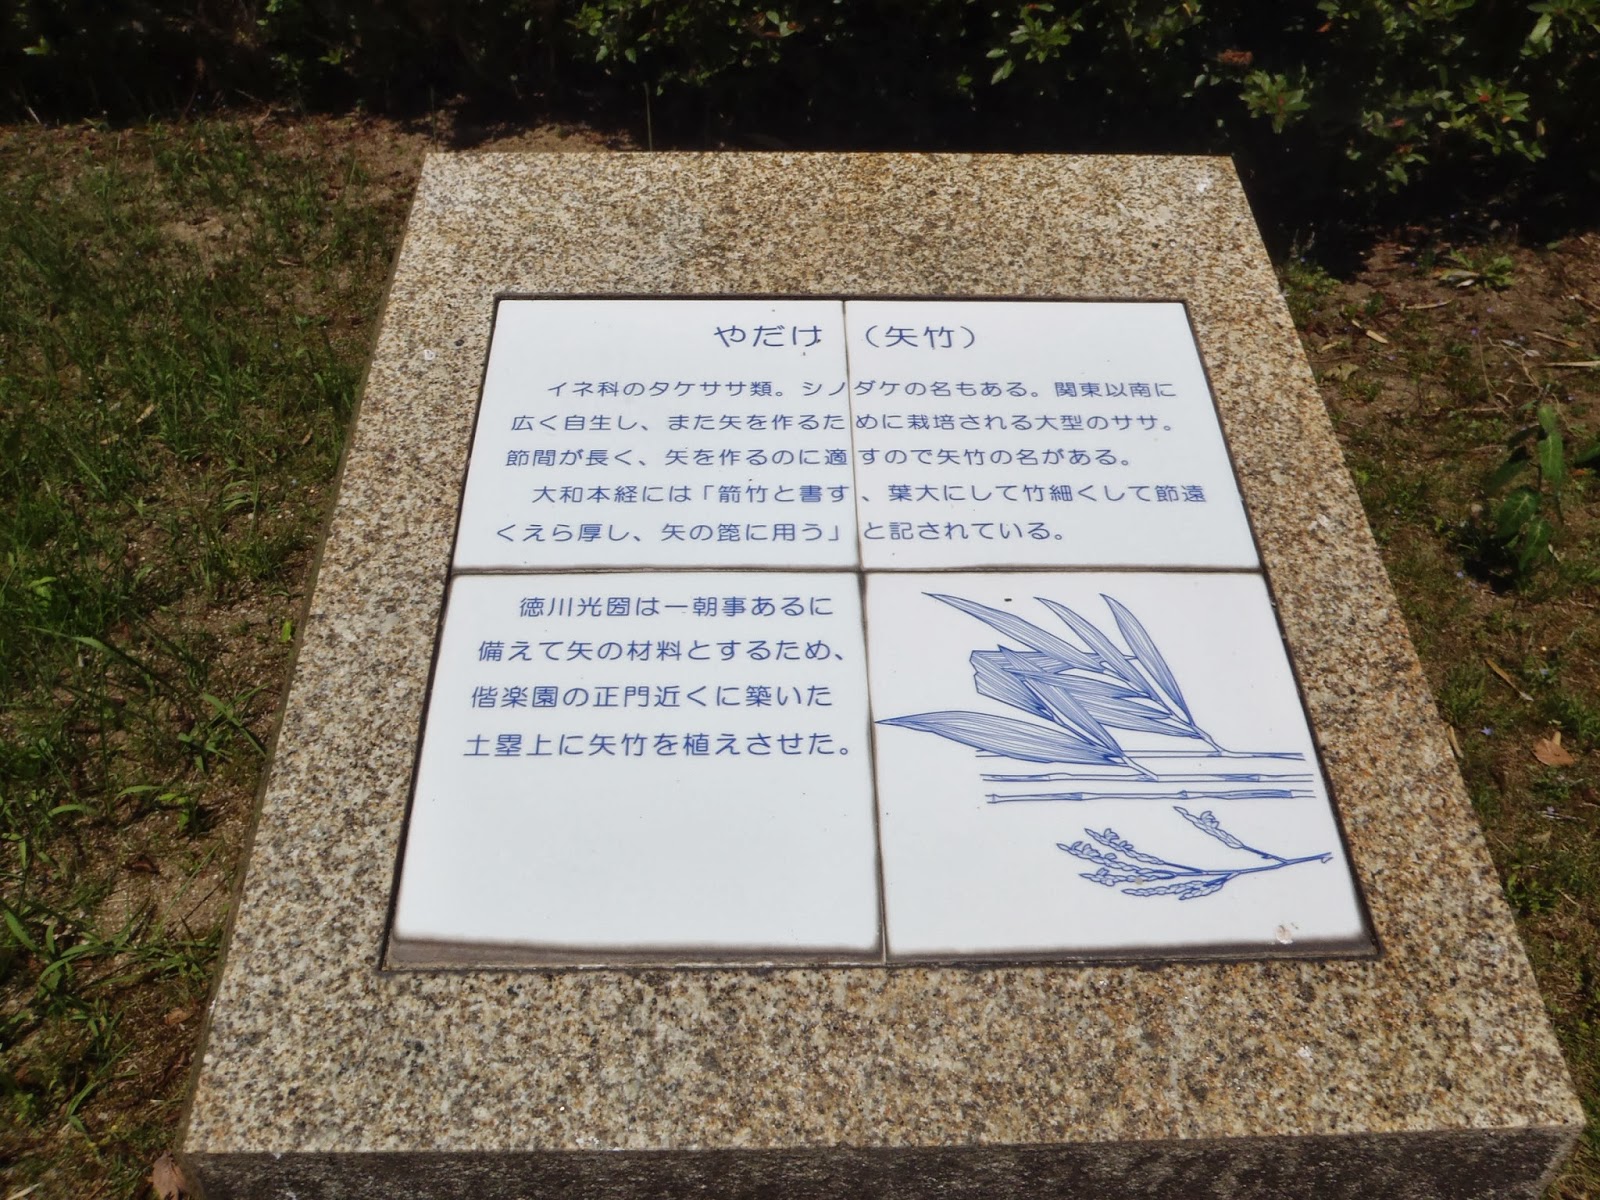 やだけ（矢竹）
イネ科のタケササ類。シノダケの名もある。関東以南に
広く自生し、また矢を作るために栽培される大型のササ。
節間が長く、矢を作るのに適すので矢竹の名がある。
大和本経には「箭竹と書す、葉大にして竹細くして節遠
くえら厚し、矢の箆に用う」と記されている。
徳川光圀は一朝事あるに
備えて矢の材料とするため、
偕楽園の正門近くに築いた
土塁上に矢竹を植えさせた。